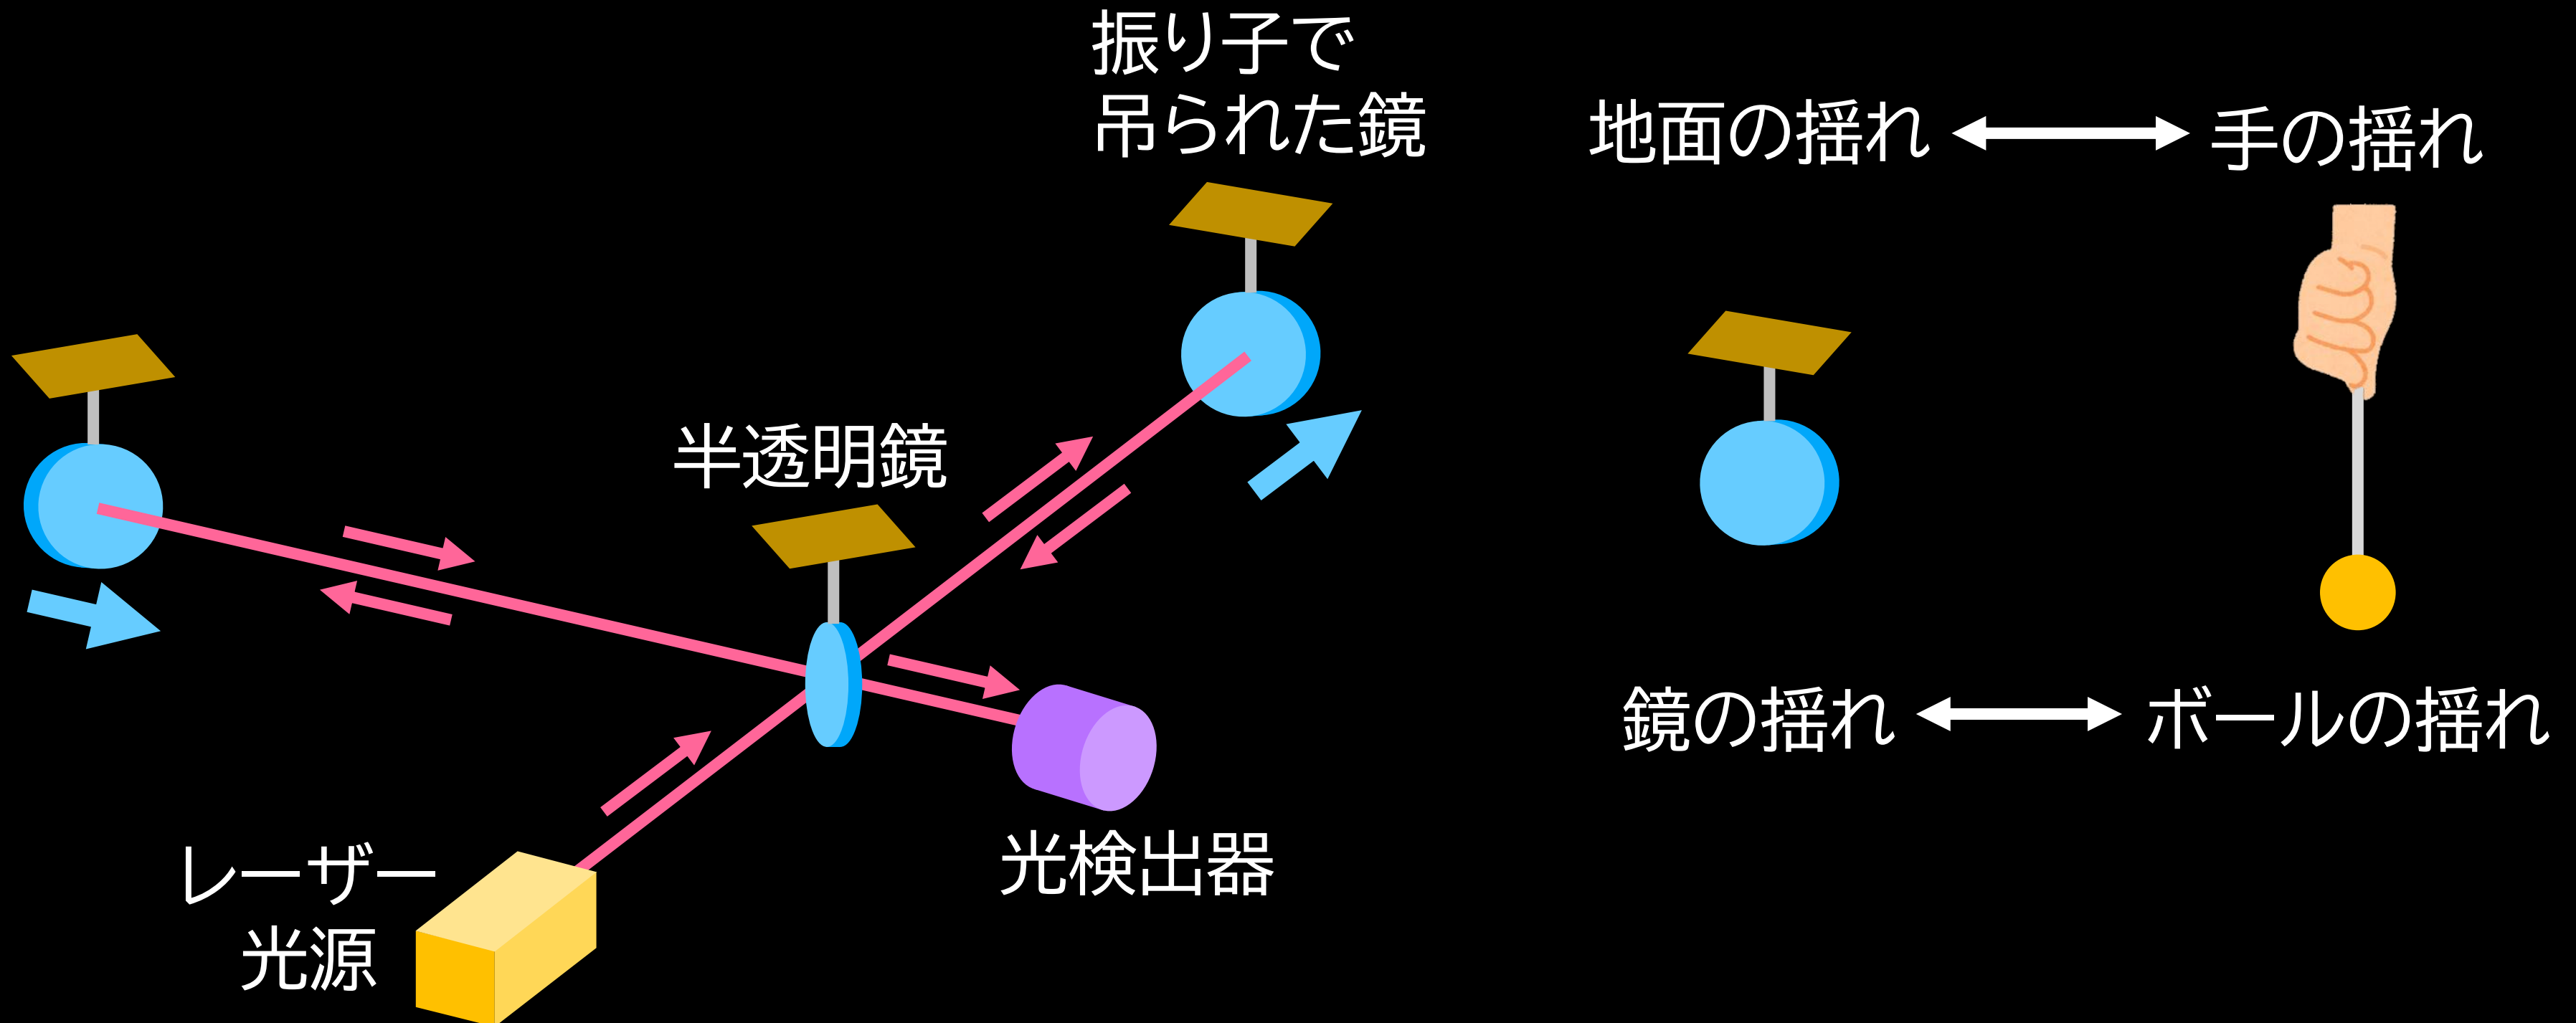 振り子で
吊られた鏡
地面の揺れ
手の揺れ
半透明鏡
鏡の揺れ
ボールの揺れ
光検出器
レーザー
光源